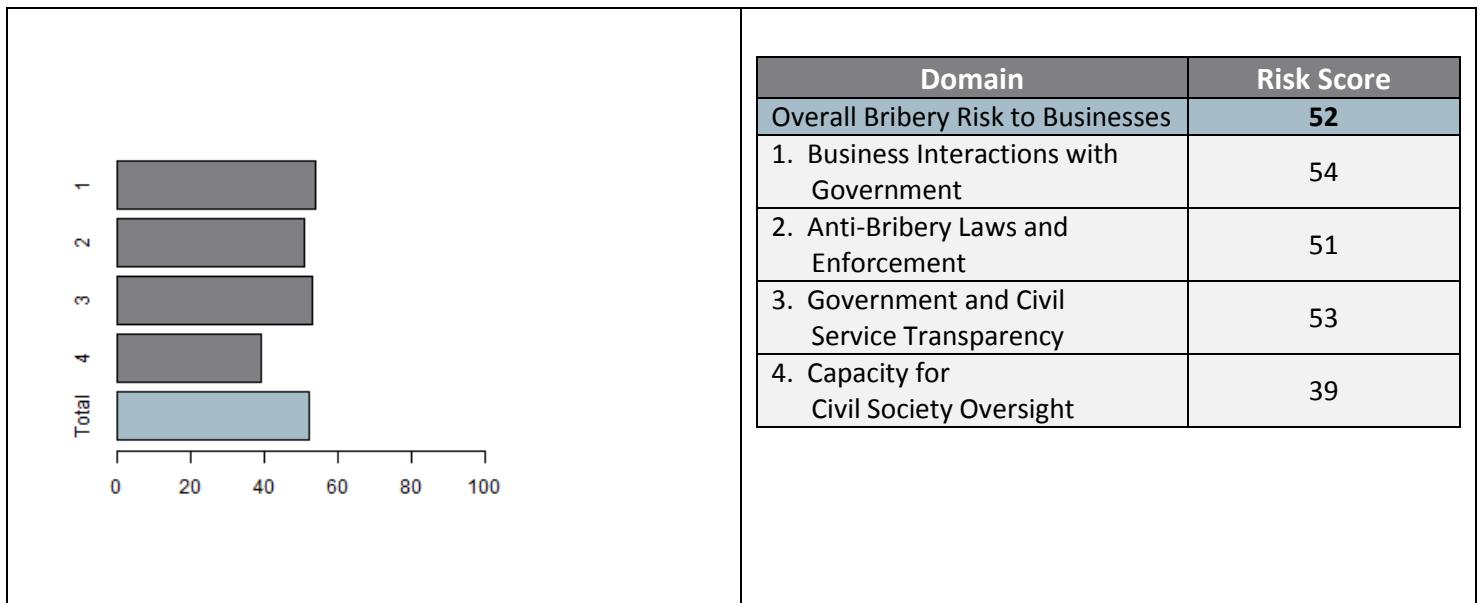 1
2
3
4
Total
0 20 40 60 80 100
Domain Risk Score
Overall Bribery Risk to Businesses 52
1. Business Interactions with
Government 54
2. Anti-Bribery Laws and
Enforcement 51
3. Government and Civil
Service Transparency 53
4. Capacity for
Civil Society Oversight 39